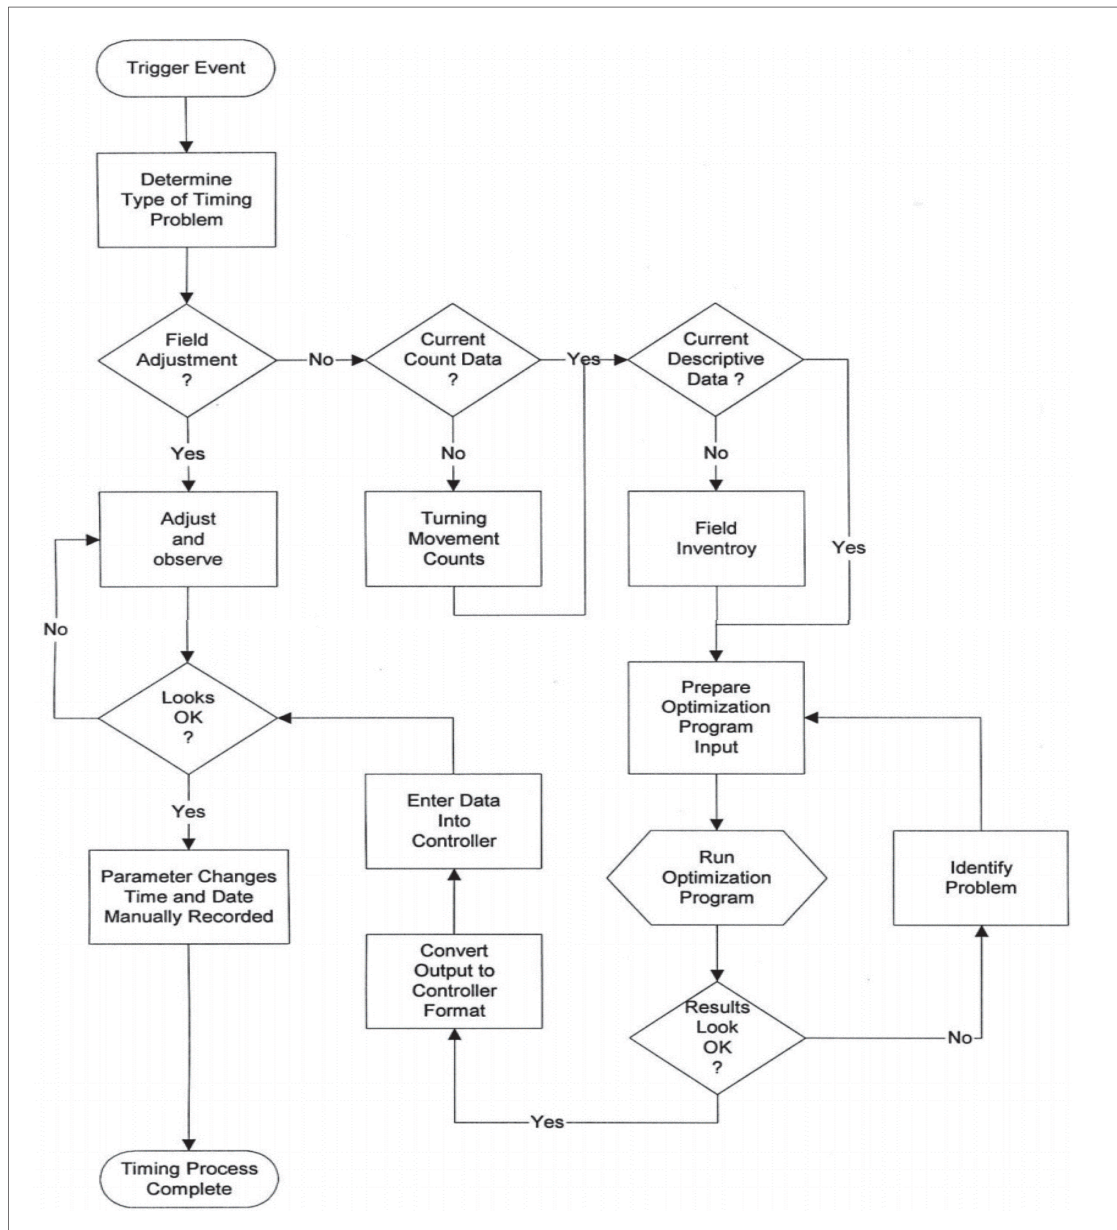 Trigger Event
Determine
Type of Timing
Problem
Field
Adjustment
?
No
Current
Count Data
?
Yes
Current
Descriptive
Data ?
Yes
No
No
Adjust
and
observe
Turning
Movement
Counts
Field
Inventroy
Yes
No
Looks
OK
?
Prepare
Optimization
Program
Input
Yes
Enter Data
Into
Controller
Run
Optimization
Program
Identify
Problem
Parameter Changes
Time and Date
Manually Recorded
Convert
Output to
Controller
Format
Results
Look
OK
?
No
Yes
Timing Process
Complete